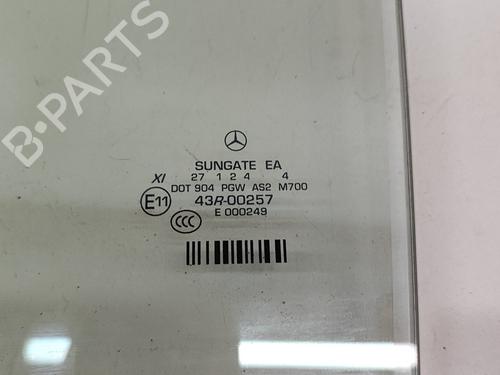 B-PARTS
SUNGATE EA
XI 27 1 2 4 4
DOT 904 PGW AS2 M700
E11 43R-00257
CCC E 000249